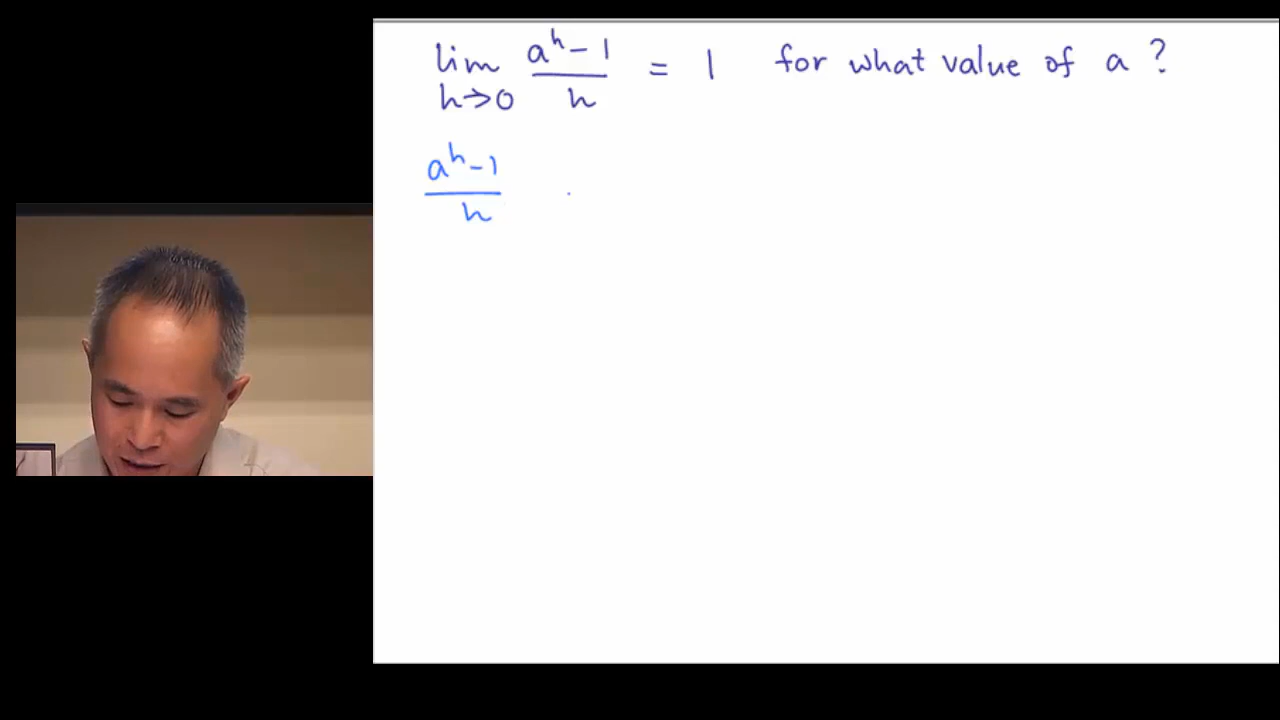 lim a^h - 1 / h = 1 for what value of a ?
h→0
a^h - 1
h